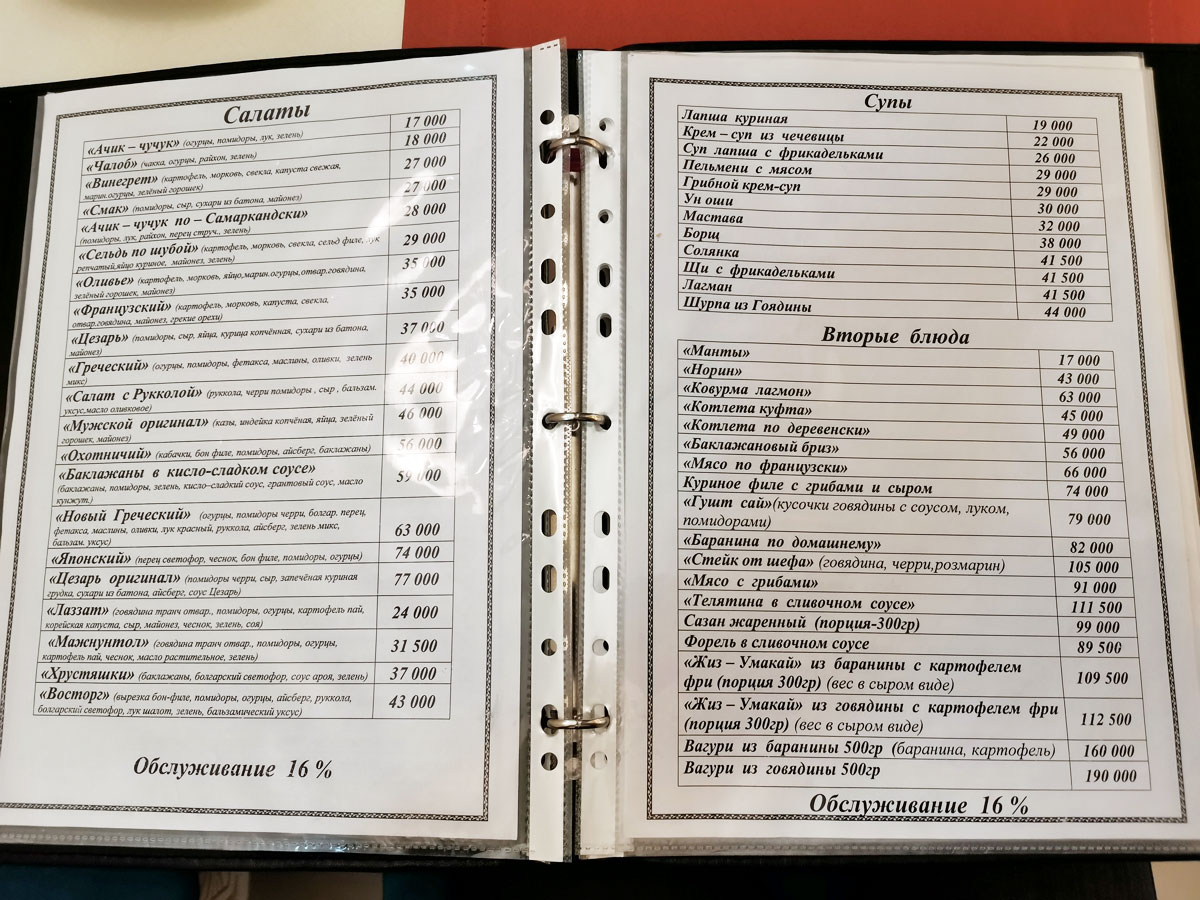 Салаты
«Ачик – чучук» (огурцы, помидоры, лук, зелень) 17 000
«Чалоб» (чакка, огурцы, райхон, зелень) 18 000
«Винегрет» (картофель, морковь, свекла, капуста свежая, 27 000
марин.огурцы, зелёный горошек)
«Смак» (помидоры, сыр, сухари из батона, майонез) 27 000
«Ачик – чучук по – Самаркандски» 28 000
(помидоры, лук, райхон, перец струч., зелень)
«Сельдь по шубой» (картофель, морковь, свекла, сельд филе, лук 29 000
репчатый,яйцо куриное, майонез, зелень)
«Оливье» (картофель, морковь, яйцо,марин.огурцы,отвар.говядина, 35 000
зелёный горошек, майонез)
«Французский» (картофель, морковь, капуста, свекла, 35 000
отвар.говядина, майонез, грекие орехи)
«Цезарь» (помидоры, сыр, яйца, курица копчённая, сухари из батона, 37 000
майонез)
«Греческий» (огурцы, помидоры, фетакса, маслины, оливки, зелень 40 000
микс)
«Салат с Рукколой» (руккола, черри помидоры , сыр , бальзам. 44 000
уксус,масло оливковое)
«Мужсской оригинал» (казы, индейка копчёная, яйца, зелёный 46 000
горошек, майонез)
«Охотничий» (кабачки, бон филе, помидоры, айсберг, баклажаны) 56 000
«Баклажаны в кисло-сладком соусе» 59 000
(баклажаны, помидоры, зелень, кисло–сладкий соус, грантовый соус, масло
кунжут.)
«Новый Греческий» (огурцы, помидоры черри, болгар. перец,
фетакса, маслины, оливки, лук красный, руккола, айсберг, зелень микс, 63 000
бальзам. уксус)
«Японский» (перец светофор, чеснок, бон филе, помидоры, огурцы) 74 000
«Цезарь оригинал» (помидоры черри, сыр, запечёная куриная 77 000
грудка, сухари из батона, айсберг, соус Цезарь)
«Лаззат» (говядина транч отвар., помидоры, огурцы, картофель пай, 24 000
корейская капуста, сыр, майонез, чеснок, зелень, соя)
«Мажнунтол» (говядина транч отвар., помидоры, огурцы, 31 500
картофель пай, чеснок, масло растительное, зелень)
«Хрустяшки» (баклажаны, болгарский светофор, соус ароя, зелень) 37 000
«Восторг» (вырезка бон-филе, помидоры, огурцы, айсберг, руккола, 43 000
болгарский светофор, лук шалот, зелень, бальзамический уксус)
Обслуживание 16 %
Супы
Лапша куриная 19 000
Крем – суп из чечевицы 22 000
Суп лапша с фрикадельками 26 000
Пельмени с мясом 29 000
Грибной крем-суп 29 000
Ун оши 30 000
Мастава 32 000
Борщ 38 000
Солянка 41 500
Щи с фрикадельками 41 500
Лагман 41 500
Шурпа из Гоядины 44 000
Вторые блюда
«Манты» 17 000
«Норин» 43 000
«Ковурма лагмон» 63 000
«Котлета куфта» 45 000
«Котлета по деревенски» 49 000
«Баклажановый бриз» 56 000
«Мясо по французски» 66 000
Куриное филе с грибами и сыром 74 000
«Гушт сай»(кусочки говядины с соусом, луком, 79 000
помидорами)
«Баранина по домашнему» 82 000
«Стейк от шефа» (говядина, черри,розмарин) 105 000
«Мясо с грибами» 91 000
«Телятина в сливочном соусе» 111 500
Сазан жаренный (порция-300гр) 99 000
Форель в сливочном соусе 89 500
«Жиз – Умакай» из баранины с картофелем 109 500
фри (порция 300гр) (вес в сыром виде)
«Жиз – Умакай» из говядины с картофелем фри 112 500
(порция 300гр) (вес в сыром виде)
Вагури из баранины 500гр (баранина, картофель) 160 000
Вагури из говядины 500гр 190 000
Обслуживание 16 %